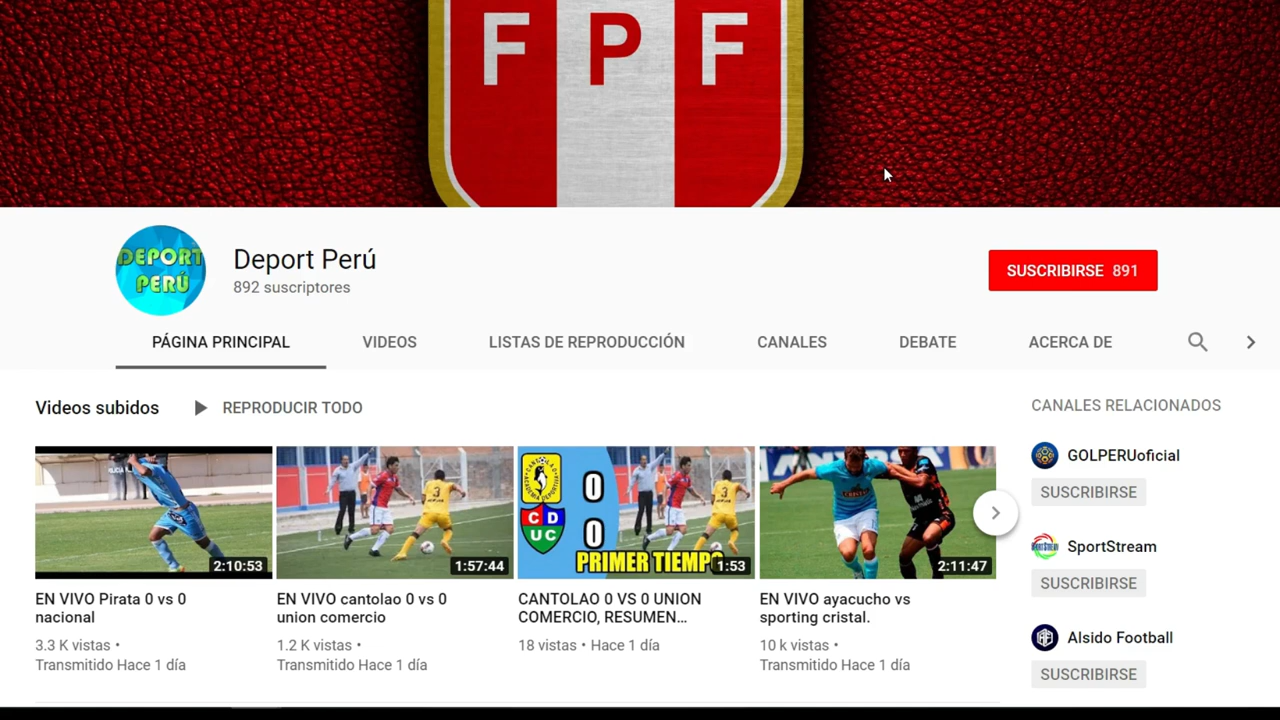 F P F
DEPORT
PERÚ
Deport Perú
892 suscriptores
SUSCRIBIRSE 891
PÁGINA PRINCIPAL
VIDEOS
LISTAS DE REPRODUCCIÓN
CANALES
DEBATE
ACERCA DE
Videos subidos
REPRODUCIR TODO
2:10:53
EN VIVO Pirata 0 vs 0
nacional
3.3 K vistas •
Transmitido Hace 1 día
3
1:57:44
EN VIVO cantolao 0 vs 0
union comercio
1.2 K vistas •
Transmitido Hace 1 día
0
CD
UC
0
3
PRIMER TIEMPO
1:53
CANTOLAO 0 VS 0 UNION
COMERCIO, RESUMEN...
18 vistas • Hace 1 día
CRISTAL
2:11:47
EN VIVO ayacucho vs
sporting cristal.
10 k vistas •
Transmitido Hace 1 día
CANALES RELACIONADOS
GOLPERUoficial
SUSCRIBIRSE
SportStream
SUSCRIBIRSE
Alsido Football
SUSCRIBIRSE